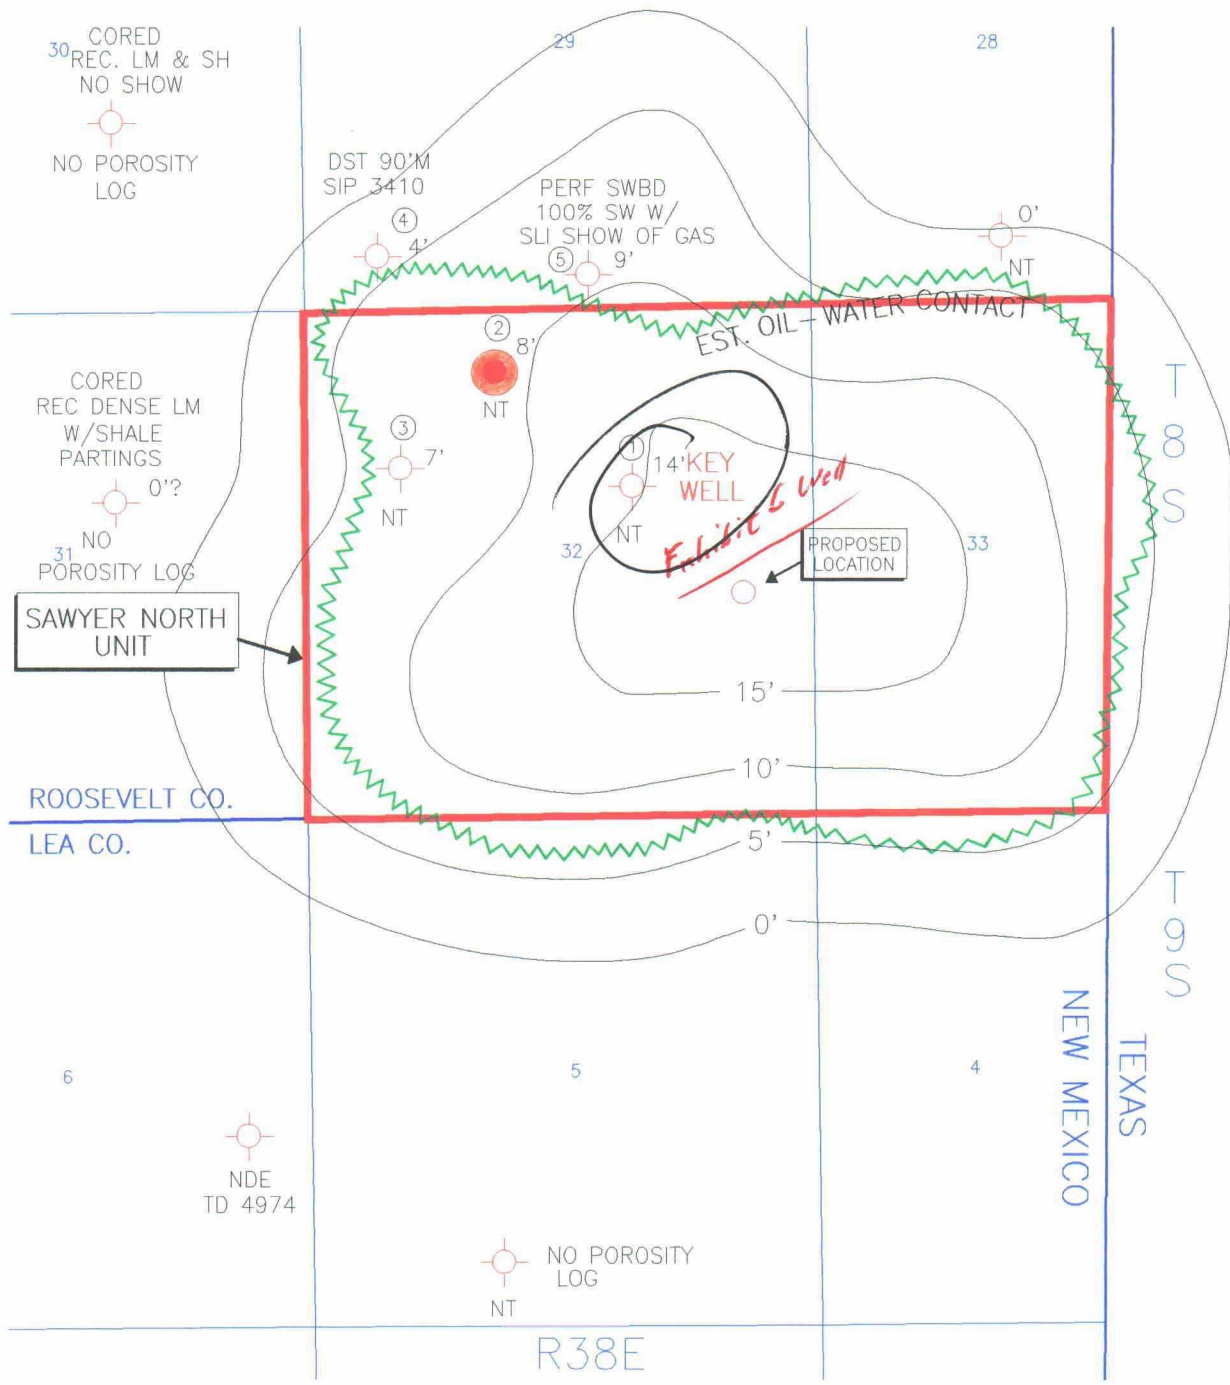 30
CORED
REC. LM & SH
NO SHOW
NO POROSITY
LOG
29
28
DST 90'M
SIP 3410
④
4'
PERF SWBD
100% SW W/
SLI SHOW OF GAS
⑤
9'
0'
NT
EST. OIL-WATER CONTACT
②
8'
NT
CORED
REC DENSE LM
W/SHALE
PARTINGS
0'?
NO
POROSITY LOG
31
③
7'
NT
①
14'
KEY
WELL
NT
Exhibit I Well
32
33
PROPOSED
LOCATION
SAWYER NORTH
UNIT
T
8
S
15'
10'
5'
0'
ROOSEVELT CO.
LEA CO.
T
9
S
NEW MEXICO
TEXAS
6
5
4
NDE
TD 4974
NO POROSITY
LOG
NT
R38E